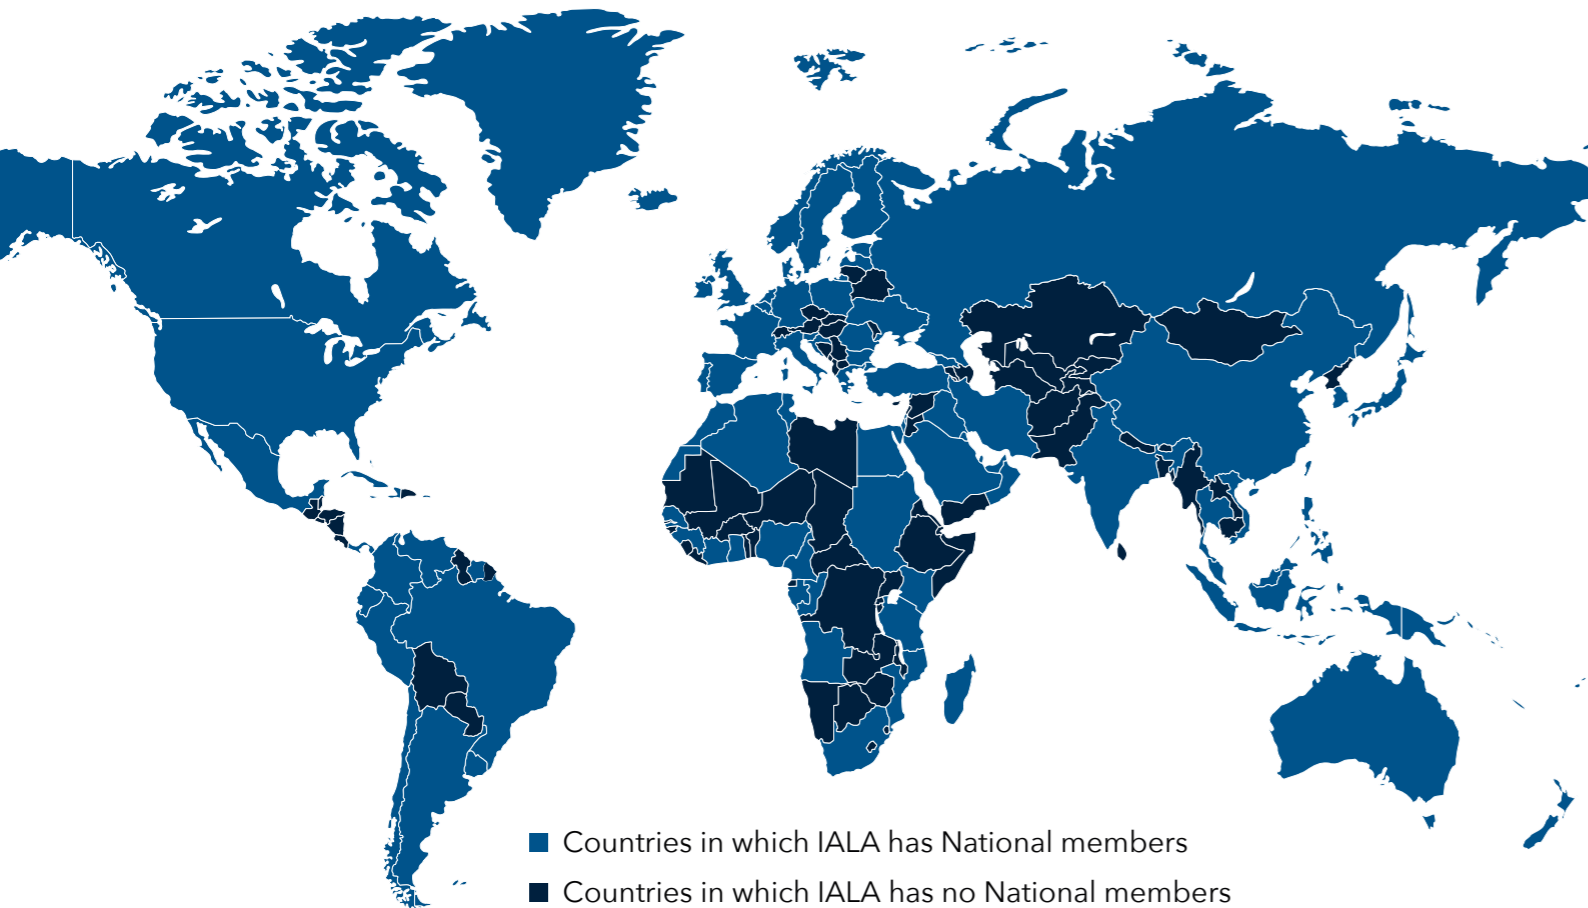 Countries in which IALA has National members
Countries in which IALA has no National members